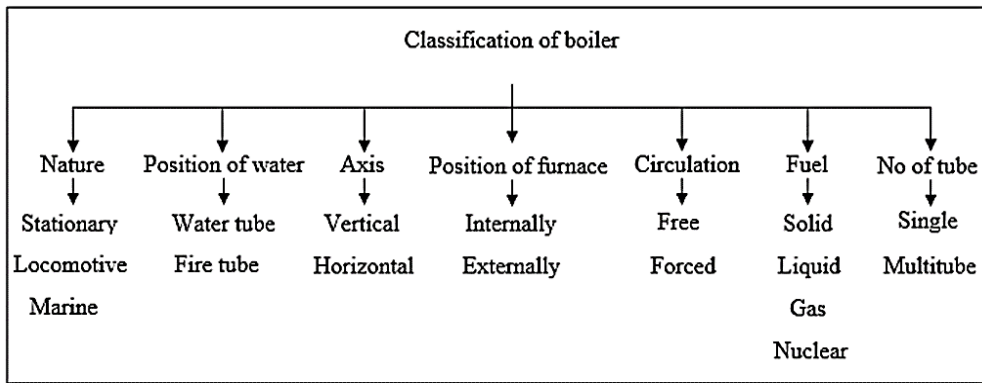 Classification of boiler
Nature Position of water Axis Position of furnace Circulation Fuel No of tube
Stationary Water tube Vertical Internally Free Solid Single
Locomotive Fire tube Horizontal Externally Forced Liquid Multitube
Marine Gas
Nuclear